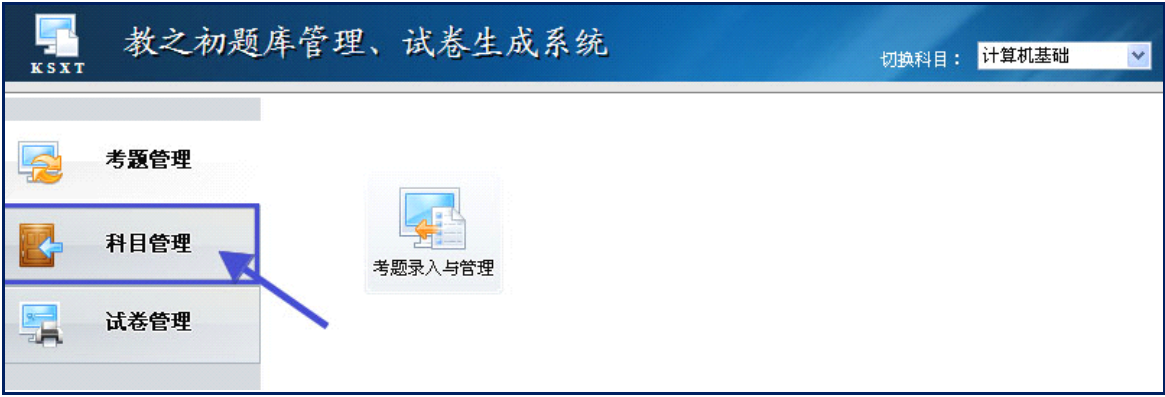 教之初题库管理、试卷生成系统
KSXT
切换科目：
计算机基础
考题管理
科目管理
试卷管理
考题录入与管理